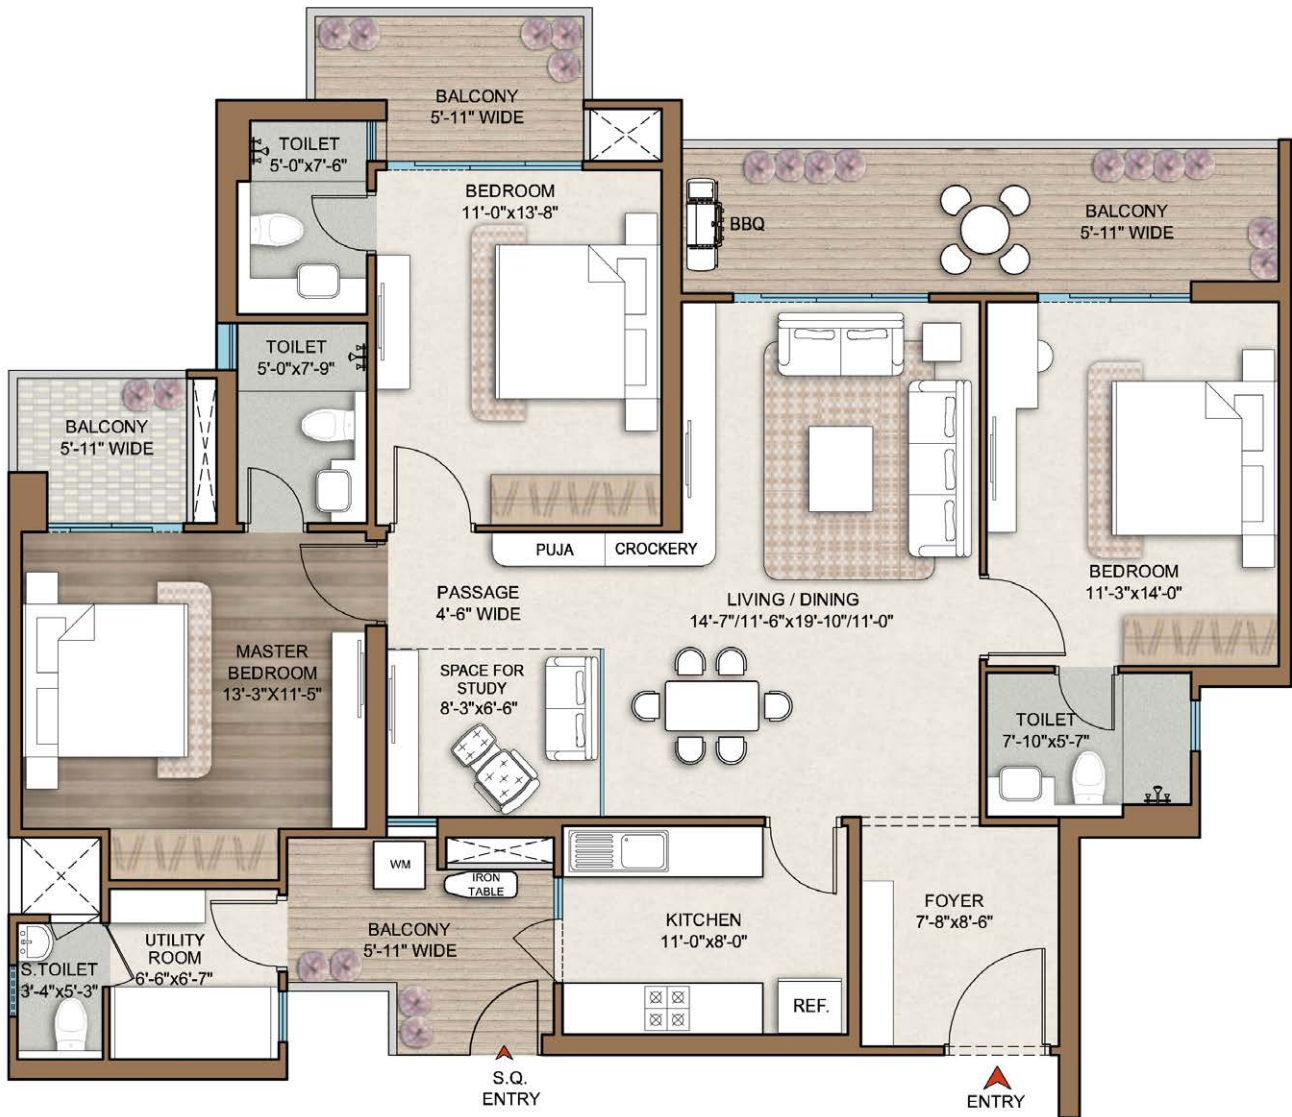 BALCONY
5'-11" WIDE
TOILET
5'-0"x7'-6"
BEDROOM
11'-0"x13'-8"
BBQ
BALCONY
5'-11" WIDE
TOILET
5'-0"x7'-9"
BALCONY
5'-11" WIDE
PUJA
CROCKERY
BEDROOM
11'-3"x14'-0"
PASSAGE
4'-6" WIDE
LIVING / DINING
14'-7"/11'-6"x19'-10"/11'-0"
MASTER
BEDROOM
13'-3"X11'-5"
SPACE FOR
STUDY
8'-3"x6'-6"
TOILET
7'-10"x5'-7"
WM
IRON
TABLE
KITCHEN
11'-0"x8'-0"
FOYER
7'-8"x8'-6"
BALCONY
5'-11" WIDE
UTILITY
ROOM
6'-6"x6'-7"
S.TOILET
3'-4"x5'-3"
REF.
S.Q.
ENTRY
ENTRY